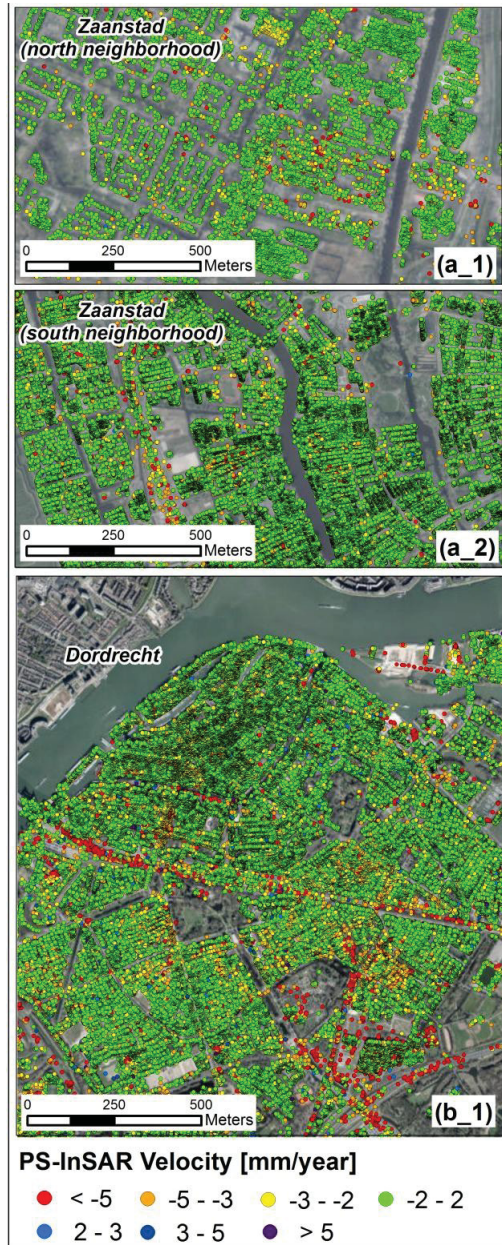 Zaanstad
(north neighborhood)
0 250 500
Meters
(a_1)
Zaanstad
(south neighborhood)
0 250 500
Meters
(a_2)
Dordrecht
0 250 500
Meters
(b_1)
PS-InSAR Velocity [mm/year]
< -5 -5 - -3 -3 - -2 -2 - 2
2 - 3 3 - 5 > 5